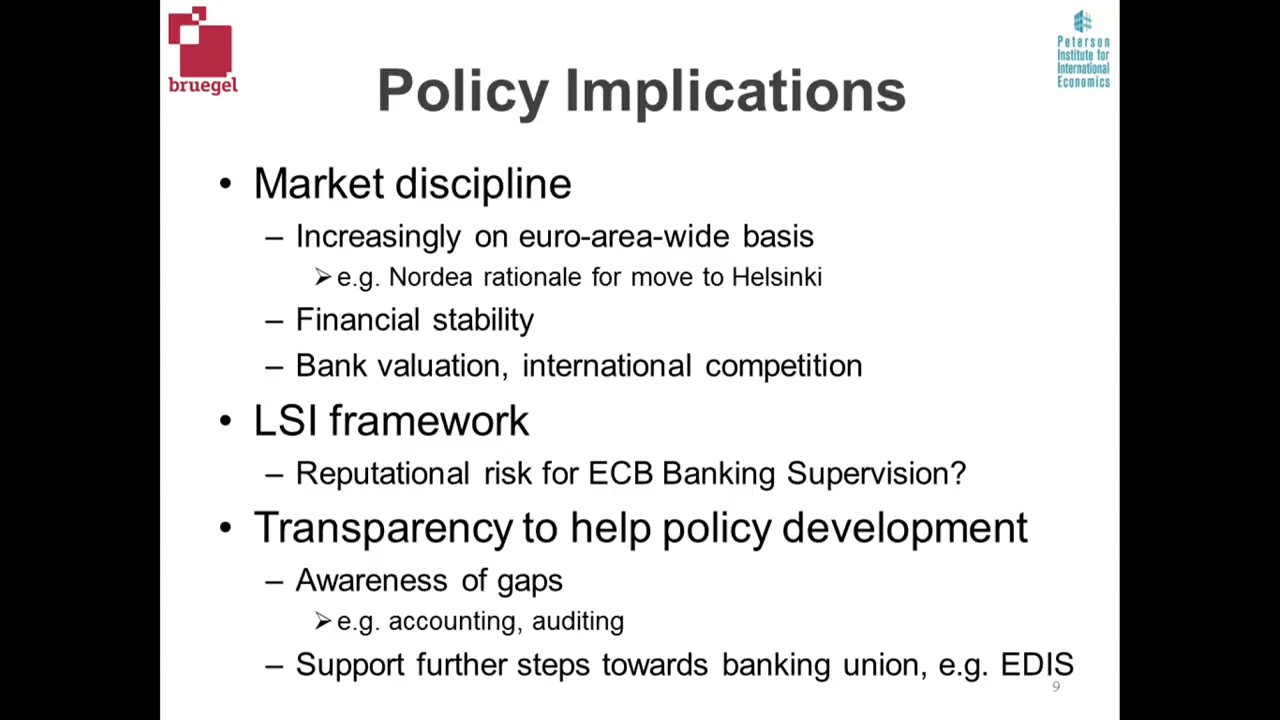 bruegel
Peterson
Institute for
International
Economics
Policy Implications
• Market discipline
– Increasingly on euro-area-wide basis
➢ e.g. Nordea rationale for move to Helsinki
– Financial stability
– Bank valuation, international competition
• LSI framework
– Reputational risk for ECB Banking Supervision?
• Transparency to help policy development
– Awareness of gaps
➢ e.g. accounting, auditing
– Support further steps towards banking union, e.g. EDIS
9